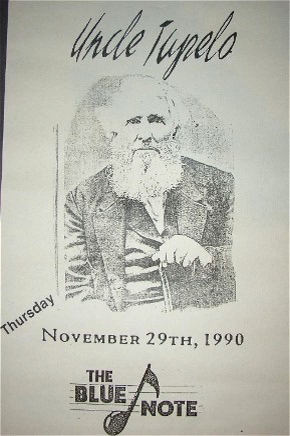 Uncle Tupelo
Thursday
NOVEMBER 29TH, 1990
THE
BLUE
NOTE